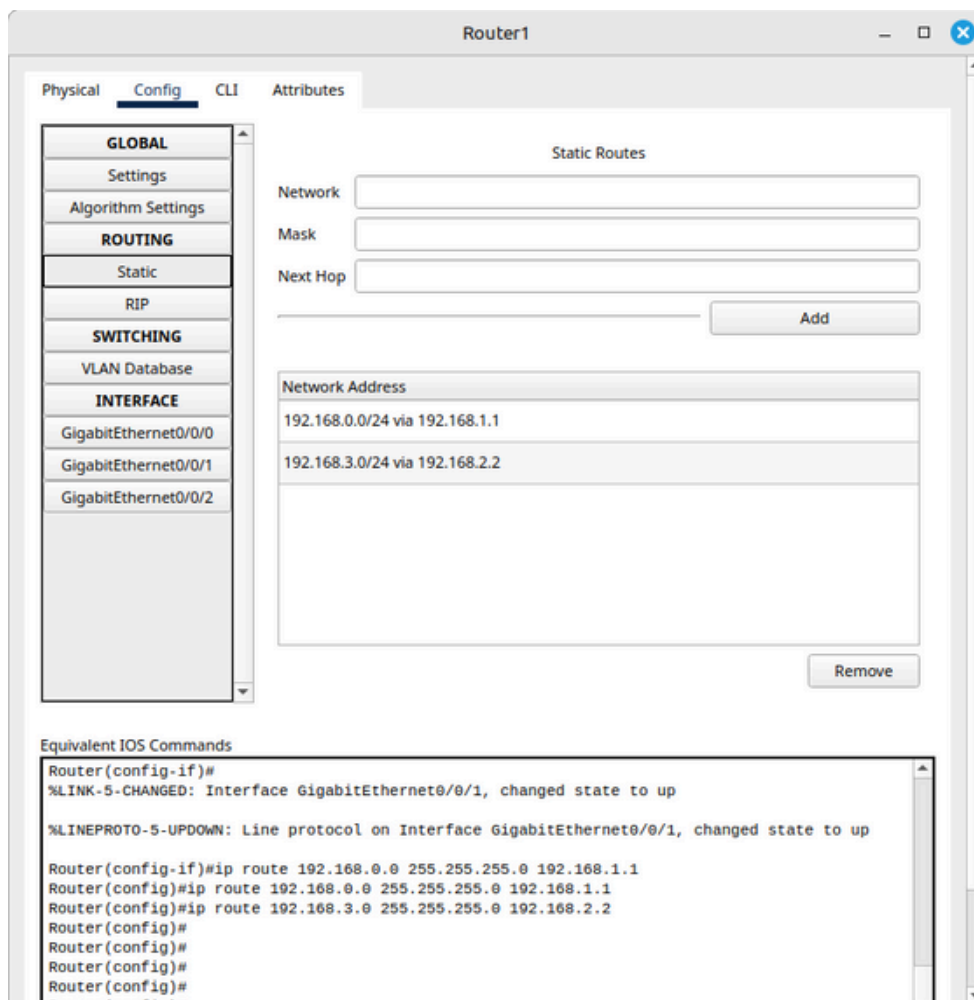 Router1
Physical Config CLI Attributes
GLOBAL
Settings
Algorithm Settings
ROUTING
Static
RIP
SWITCHING
VLAN Database
INTERFACE
GigabitEthernet0/0/0
GigabitEthernet0/0/1
GigabitEthernet0/0/2
Static Routes
Network
Mask
Next Hop
Add
Network Address
192.168.0.0/24 via 192.168.1.1
192.168.3.0/24 via 192.168.2.2
Remove
Equivalent IOS Commands
Router(config-if)#
%LINK-5-CHANGED: Interface GigabitEthernet0/0/1, changed state to up
%LINEPROTO-5-UPDOWN: Line protocol on Interface GigabitEthernet0/0/1, changed state to up
Router(config-if)#ip route 192.168.0.0 255.255.255.0 192.168.1.1
Router(config)#ip route 192.168.0.0 255.255.255.0 192.168.1.1
Router(config)#ip route 192.168.3.0 255.255.255.0 192.168.2.2
Router(config)#
Router(config)#
Router(config)#
Router(config)#